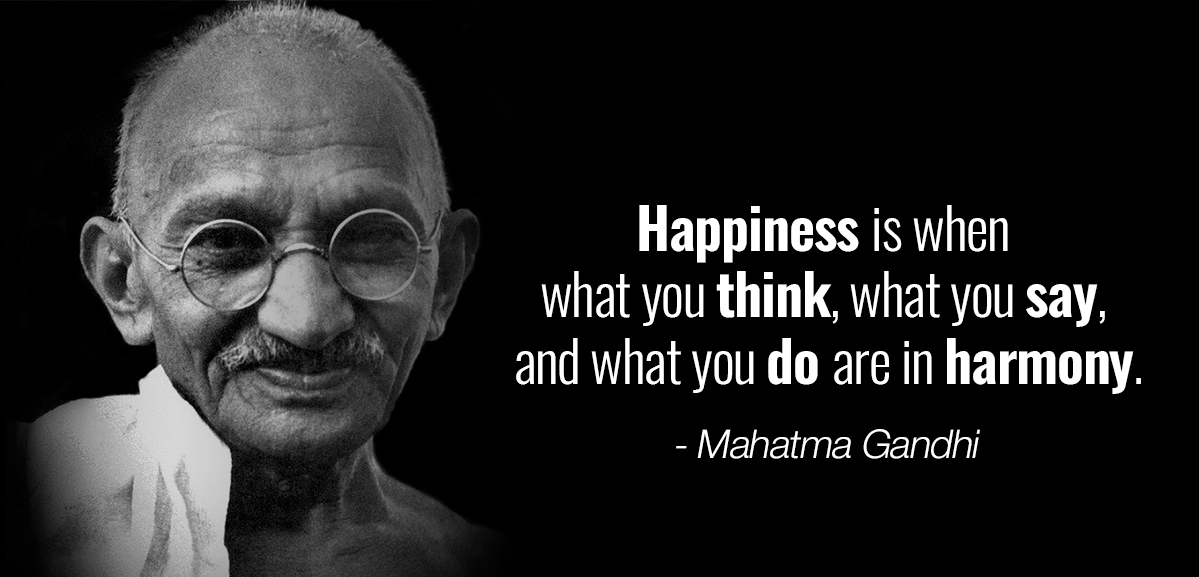 Happiness is when
what you think, what you say,
and what you do are in harmony.
- Mahatma Gandhi